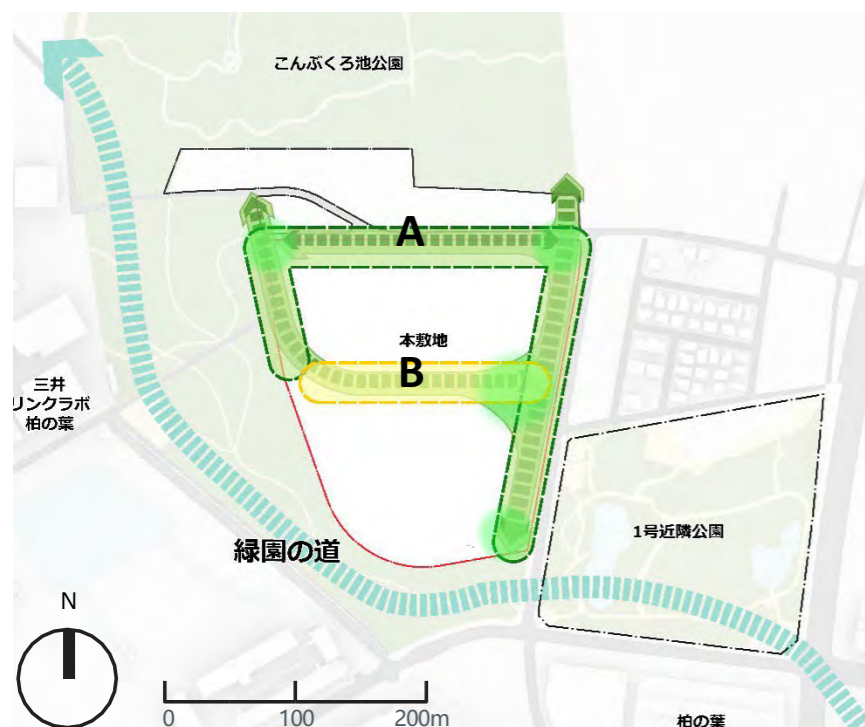 こんぶくろ池公園
A
本敷地
B
三井
リンクラボ
柏の葉
緑園の道
1号近隣公園
N
0 100 200m
柏の葉